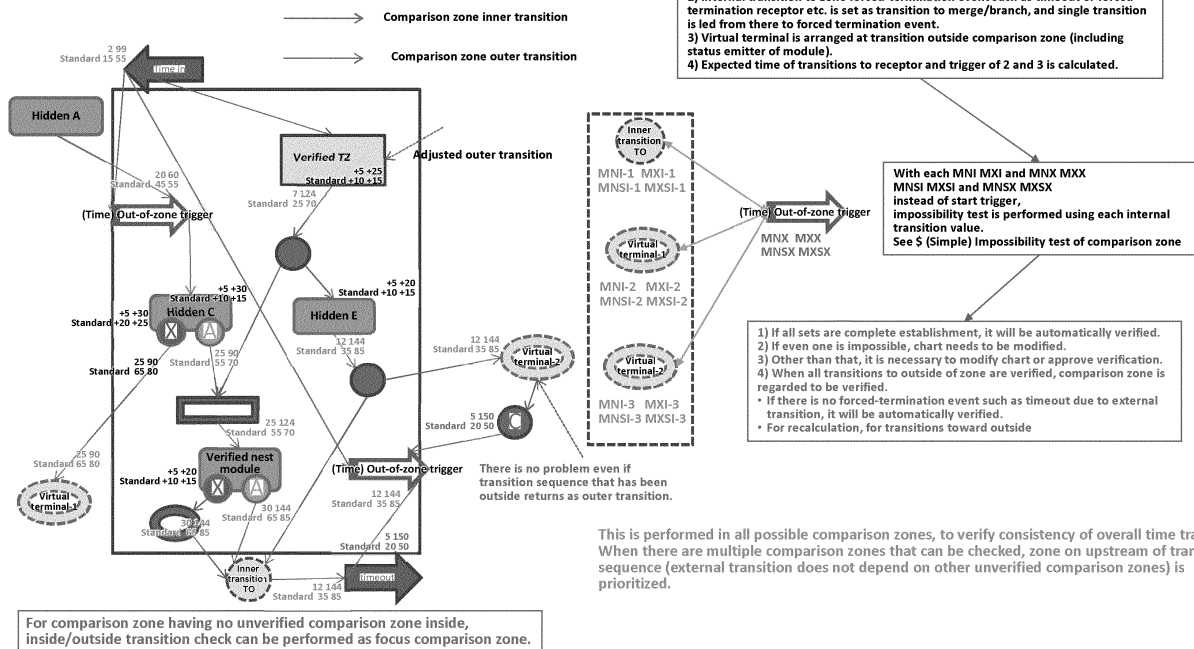 Comparison zone inner transition
Comparison zone outer transition
2 99
Standard 15 55
Time in
Hidden A
Verified TZ
+5 +25
Standard +10 +15
Adjusted outer transition
20 60
Standard 45 55
(Time) Out-of-zone trigger
7 124
Standard 25 70
+5 +30
Standard +10 +15
Hidden C
+5 +30
Standard +20 +25
X
A
+5 +20
Standard +10 +15
Hidden E
25 90
Standard 65 80
25 90
Standard 55 70
12 144
Standard 35 85
12 144
Standard 35 85
Virtual
terminal-2
C
5 150
Standard 20 50
25 124
Standard 55 70
Verified nest
module
+5 +20
Standard +10 +15
X
A
25 90
Standard 65 80
Virtual
terminal-1
(Time) Out-of-zone trigger
There is no problem even if
transition sequence that has been
outside returns as outer transition.
12 144
Standard 35 85
30 144
Standard 65 85
30 144
Standard 65 85
5 150
Standard 20 50
Inner
transition
TO
timeout
12 144
Standard 35 85
For comparison zone having no unverified comparison zone inside,
inside/outside transition check can be performed as focus comparison zone.
termination receptor etc. is set as transition to merge/branch, and single transition
is led from there to forced termination event.
3) Virtual terminal is arranged at transition outside comparison zone (including
status emitter of module).
4) Expected time of transitions to receptor and trigger of 2 and 3 is calculated.
Inner
transition
TO
MNI-1 MXI-1
MNSI-1 MXSI-1
Virtual
terminal-1
MNI-2 MXI-2
MNSI-2 MXSI-2
Virtual
terminal-2
MNI-3 MXI-3
MNSI-3 MXSI-3
(Time) Out-of-zone trigger
MNX MXX
MNSX MXSX
With each MNI MXI and MNX MXX
MNSI MXSI and MNSX MXSX
instead of start trigger,
impossibility test is performed using each internal
transition value.
See $ (Simple) Impossibility test of comparison zone
1) If all sets are complete establishment, it will be automatically verified.
2) If even one is impossible, chart needs to be modified.
3) Other than that, it is necessary to modify chart or approve verification.
4) When all transitions to outside of zone are verified, comparison zone is
regarded to be verified.
• If there is no forced-termination event such as timeout due to external
transition, it will be automatically verified.
• For recalculation, for transitions toward outside
This is performed in all possible comparison zones, to verify consistency of overall time
When there are multiple comparison zones that can be checked, zone on upstream of
sequence (external transition does not depend on other unverified comparison zones) is
prioritized.